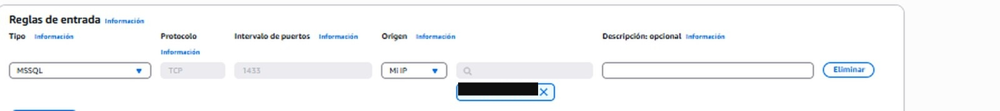 Reglas de entrada Información
Tipo Información Protocolo Intervalo de puertos Información Origen Información Descripción: opcional Información
Información
MSSQL TCP 1433 Mi IP Eliminar